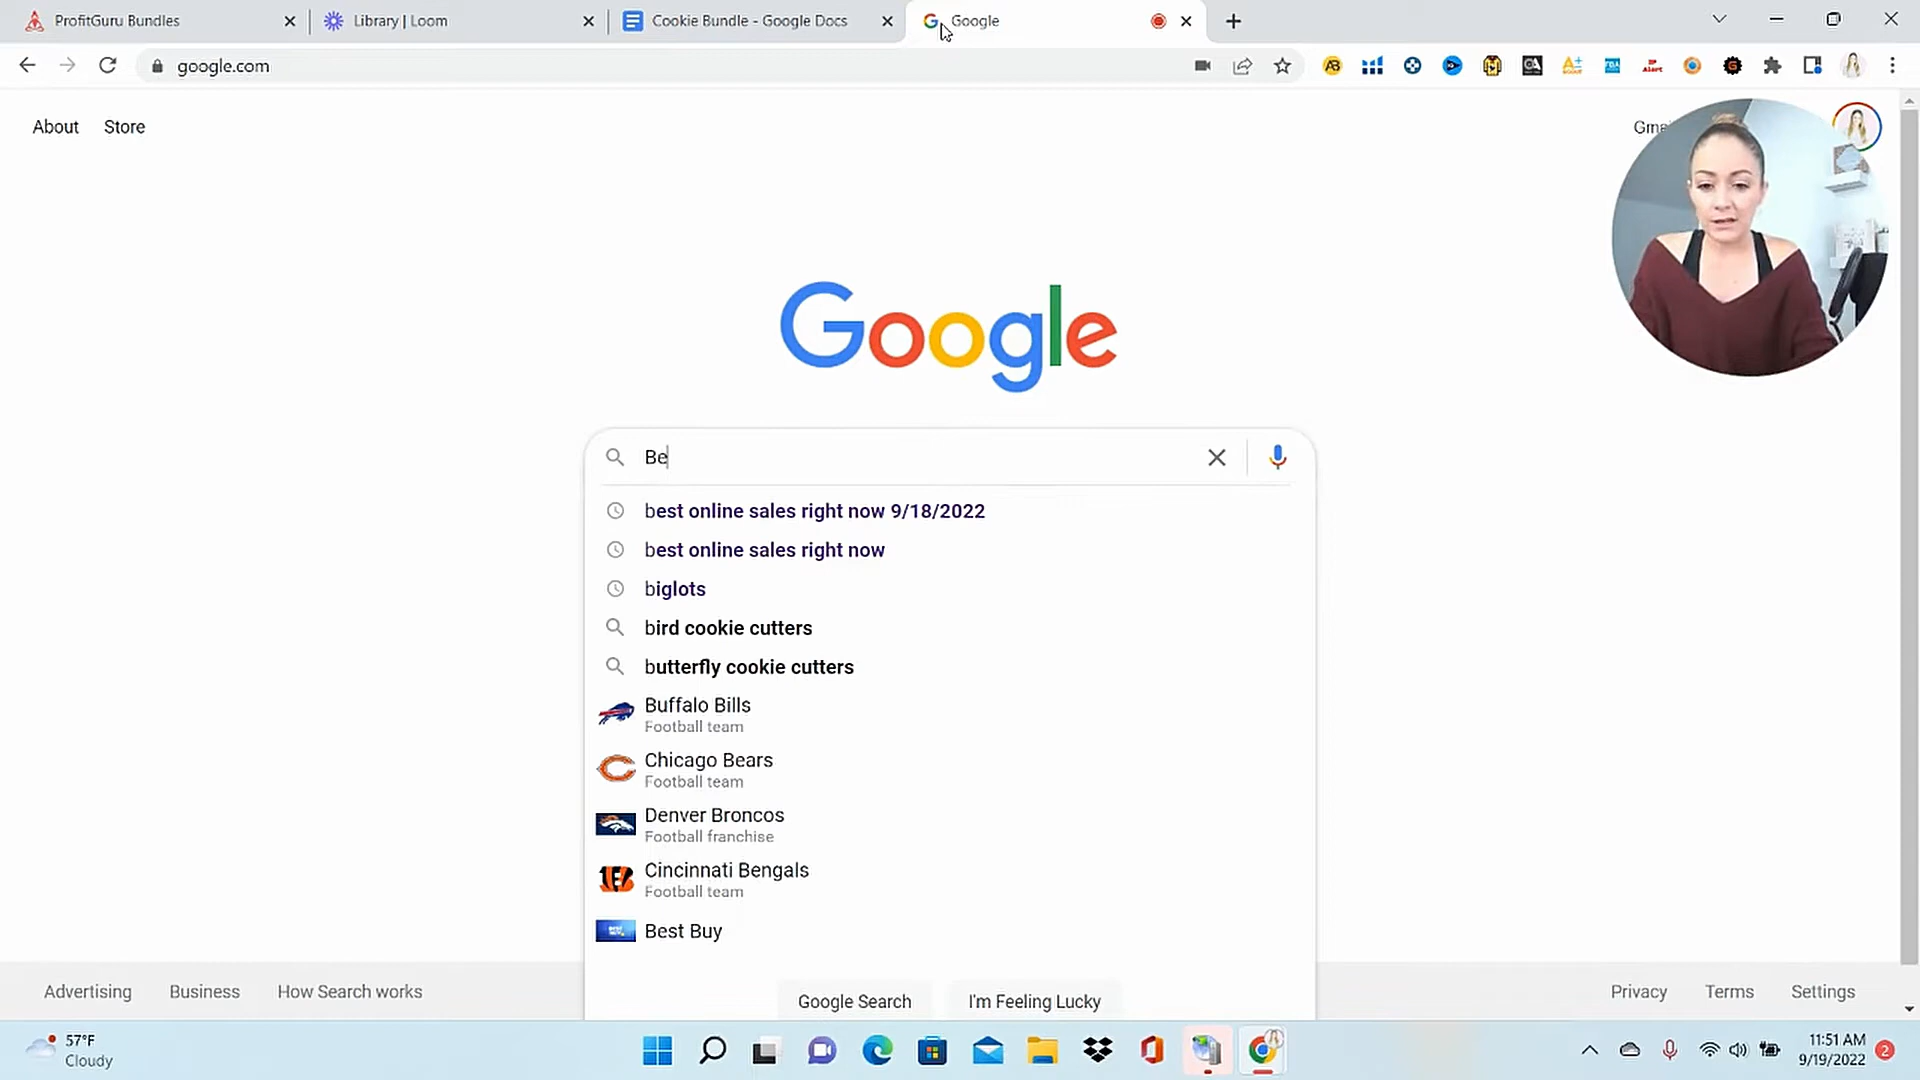 ProfitGuru Bundles
Library | Loom
Cookie Bundle - Google Docs
Google
google.com
About
Store
Google
Be
best online sales right now 9/18/2022
best online sales right now
biglots
bird cookie cutters
butterfly cookie cutters
Buffalo Bills
Football team
Chicago Bears
Football team
Denver Broncos
Football franchise
Cincinnati Bengals
Football team
Best Buy
Google Search
I'm Feeling Lucky
Advertising
Business
How Search works
Privacy
Terms
Settings
57°F
Cloudy
11:51 AM
9/19/2022
2